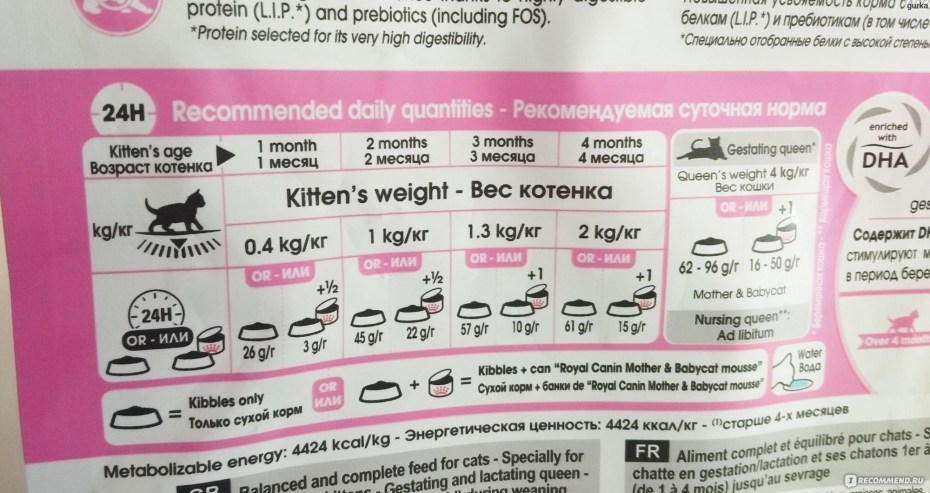 protein (L.I.P.*) and prebiotics (including FOS).
*Protein selected for its very high digestibility.
белкам (L.I.P.*) и пребиотикам (в том числе
*Специально отобранные белки с высокой
24H Recommended daily quantities - Рекомендуемая суточная норма
Kitten's age
Возраст котенка
1 month
1 месяц
2 months
2 месяца
3 months
3 месяца
4 months
4 месяца
Kitten's weight - Вес котенка
kg/кг
0.4 kg/кг
1 kg/кг
1.3 kg/кг
2 kg/кг
24H
OR - ИЛИ
OR - ИЛИ
+½
26 g/г
3 g/г
OR - ИЛИ
+½
45 g/г
22 g/г
OR - ИЛИ
+1
57 g/г
10 g/г
OR - ИЛИ
+1
61 g/г
15 g/г
Gestating queen*
Queen's weight 4 kg/кг
Вес кошки
OR - ИЛИ
+1
62 - 96 g/г
16 - 50 g/г
Mother & Babycat
Nursing queen**:
Ad libitum
enriched
with
DHA
ges
Содержит
стимулируют
в период
Over 4
= Kibbles only
Только сухой корм
OR
ИЛИ
+ = Kibbles + can "Royal Canin Mother & Babycat mousse"
Сухой корм + банки de "Royal Canin Mother & Babycat mousse"
Water
Вода
Metabolizable energy: 4424 kcal/kg - Энергетическая ценность: 4424 ккал/кг - (1)старше 4-х месяцев
GB Balanced and complete feed for cats - Specially for
Gestating and lactating queen -
during weaning
FR Aliment complet et équilibré pour chats -
chatte en gestation/lactation et ses chatons 1er
(de 1 à 4 mois) jusqu'au sevrage
gurka
I RECOMMEND.RU